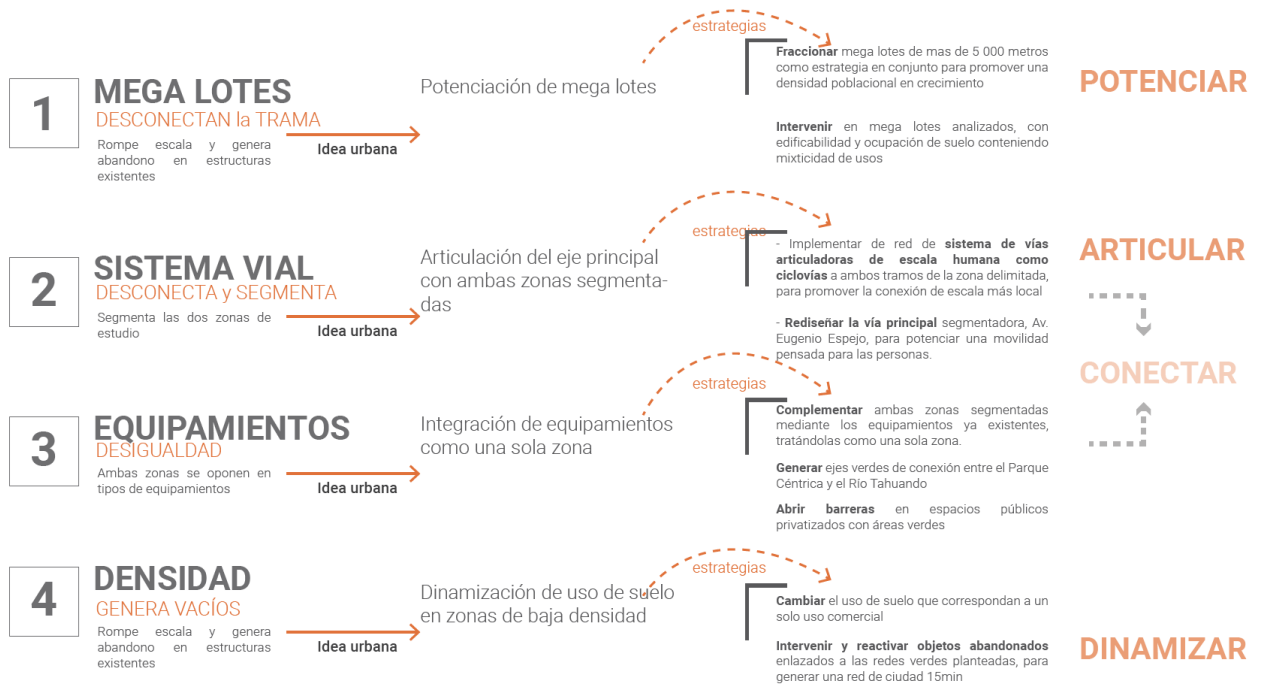 1
MEGA LOTES
DESCONECTAN la TRAMA
Rompe escala y genera
abandono en estructuras
existentes
Idea urbana
Potenciación de mega lotes
estrategias
Fraccionar mega lotes de mas de 5 000 metros
como estrategia en conjunto para promover una
densidad poblacional en crecimiento
Intervenir en mega lotes analizados, con
edificabilidad y ocupación de suelo conteniendo
mixticidad de usos
POTENCIAR
2
SISTEMA VIAL
DESCONECTA y SEGMENTA
Segmenta las dos zonas de
estudio
Idea urbana
Articulación del eje principal
con ambas zonas segmenta-
das
estrategias
- Implementar de red de sistema de vías
articuladoras de escala humana como
ciclovías a ambos tramos de la zona delimitada,
para promover la conexión de escala más local
- Rediseñar la vía principal segmentadora, Av.
Eugenio Espejo, para potenciar una movilidad
pensada para las personas.
ARTICULAR
CONECTAR
3
EQUIPAMIENTOS
DESIGUALDAD
Ambas zonas se oponen en
tipos de equipamientos
Idea urbana
Integración de equipamientos
como una sola zona
estrategias
Complementar ambas zonas segmentadas
mediante los equipamientos ya existentes,
tratándolas como una sola zona.
Generar ejes verdes de conexión entre el Parque
Céntrica y el Río Tahuando
Abrir barreras en espacios públicos
privatizados con áreas verdes
4
DENSIDAD
GENERA VACÍOS
Rompe escala y genera
abandono en estructuras
existentes
Idea urbana
Dinamización de uso de suelo
en zonas de baja densidad
estrategias
Cambiar el uso de suelo que correspondan a un
solo uso comercial
Intervenir y reactivar objetos abandonados
enlazados a las redes verdes planteadas, para
generar una red de ciudad 15min
DINAMIZAR